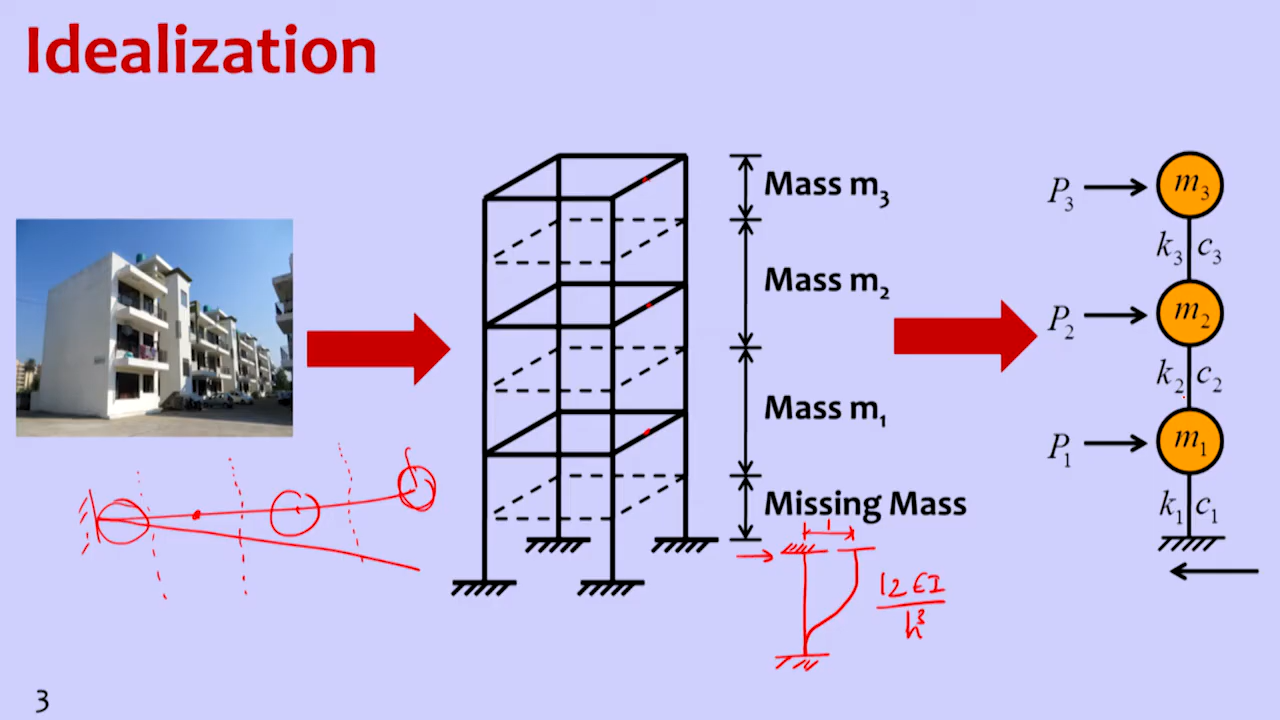 Idealization
Mass m₃
Mass m₂
Mass m₁
Missing Mass
1
12EI
h³
P₃
m₃
k₃ c₃
P₂
m₂
k₂ c₂
P₁
m₁
k₁ c₁
3